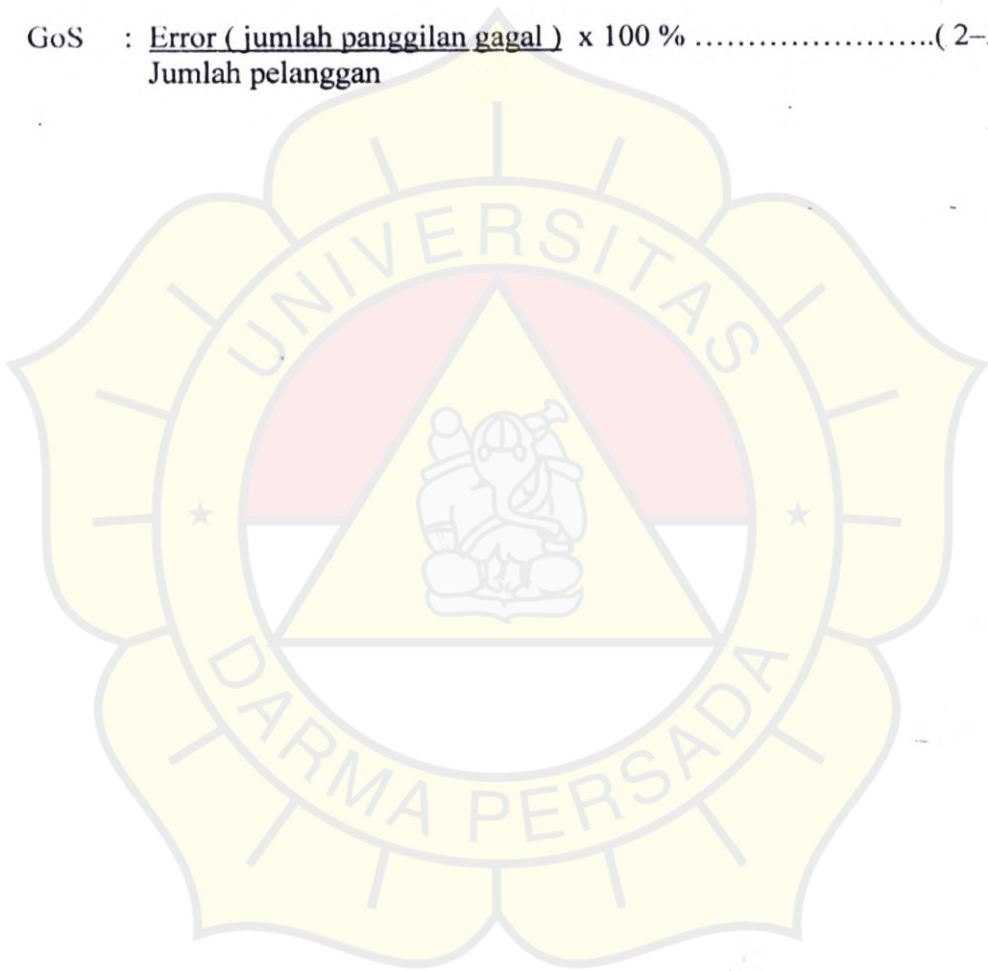 GoS : Error ( jumlah panggilan gagal ) x 100 % ........................( 2–
Jumlah pelanggan
UNIVERSITAS
DARMA PERSADA